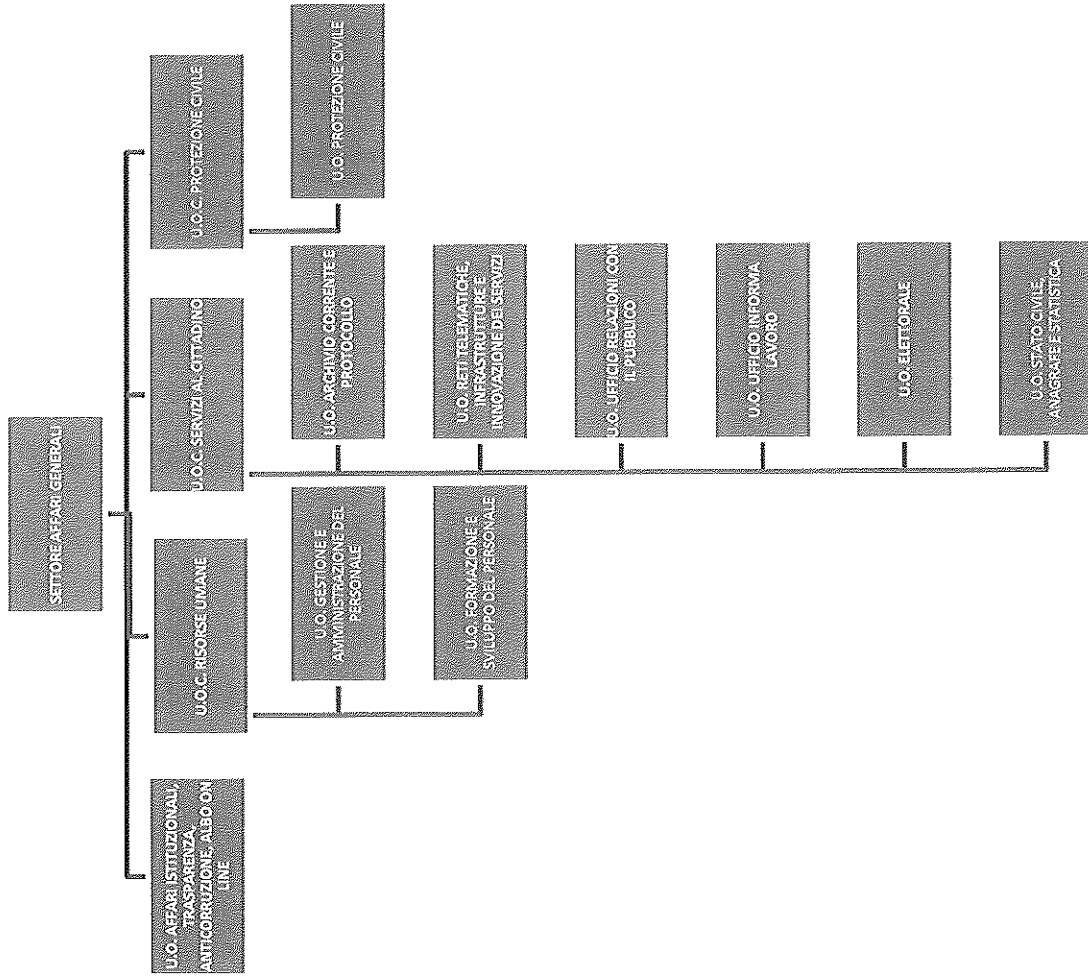 SETTORE AFFARI GENERALI
U.O. AFFARI ISTITUZIONALI,
TRASPARENZA,
ANTICORRUZIONE, ALBO ON
LINE
U.O.C. RISORSE UMANE
U.O. GESTIONE E
AMMINISTRAZIONE DEL
PERSONALE
U.O. FORMAZIONE E
SVILUPPO DEL PERSONALE
U.O.C. SERVIZI AL CITTADINO
U.O. ARCHIVIO CORRENTE E
PROTOCOLLO
U.O. RETI TELEMATICHE,
INFRASTRUTTURE E
INNOVAZIONE DEI SERVIZI
U.O. UFFICIO RELAZIONI CON
IL PUBBLICO
U.O.UFFICIO INFORMA
LAVORO
U.O. ELETTORALE
U.O. STATO CIVILE,
ANAGRAFE E STATISTICA
U.O.C. PROTEZIONE CIVILE
U.O. PROTEZIONE CIVILE